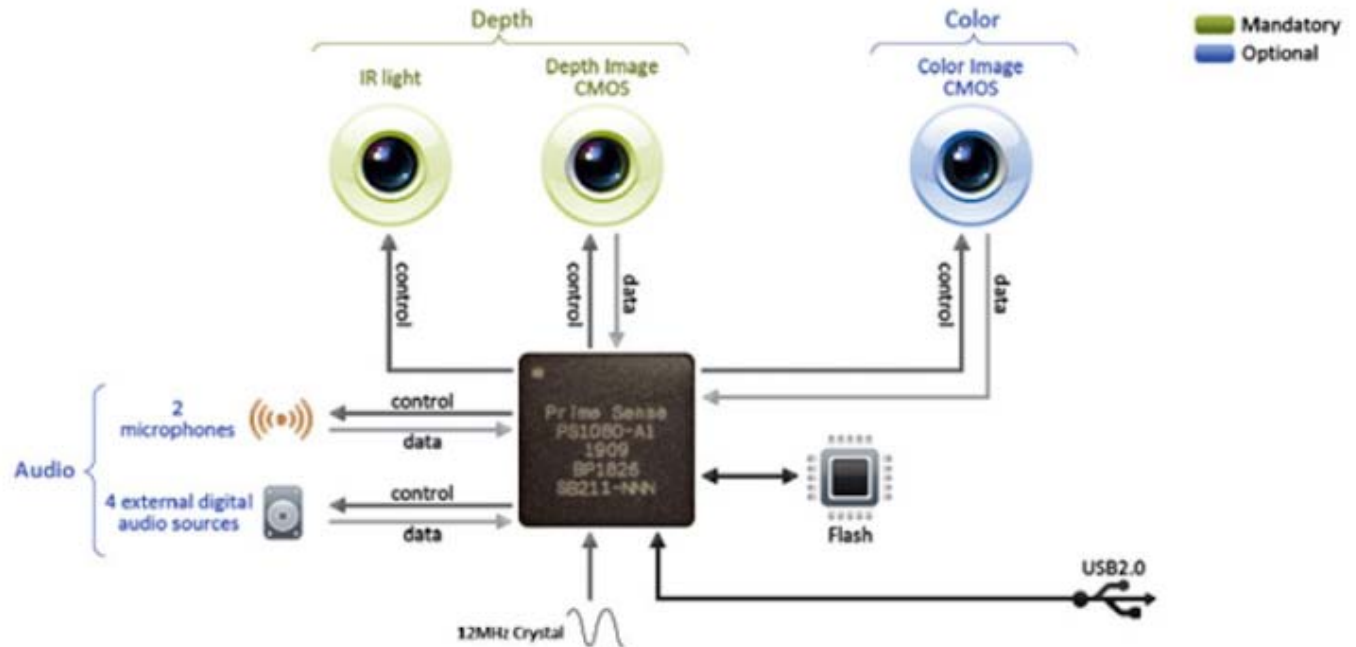 Depth
Color
Mandatory
Optional
IR light
Depth Image
CMOS
Color Image
CMOS
control
control
data
control
data
2
microphones
control
data
Audio
4 external digital
audio sources
control
data
Prime Sense
PS1080-A1
1909
BP1826
SB211-NNN
Flash
USB2.0
12MHz Crystal